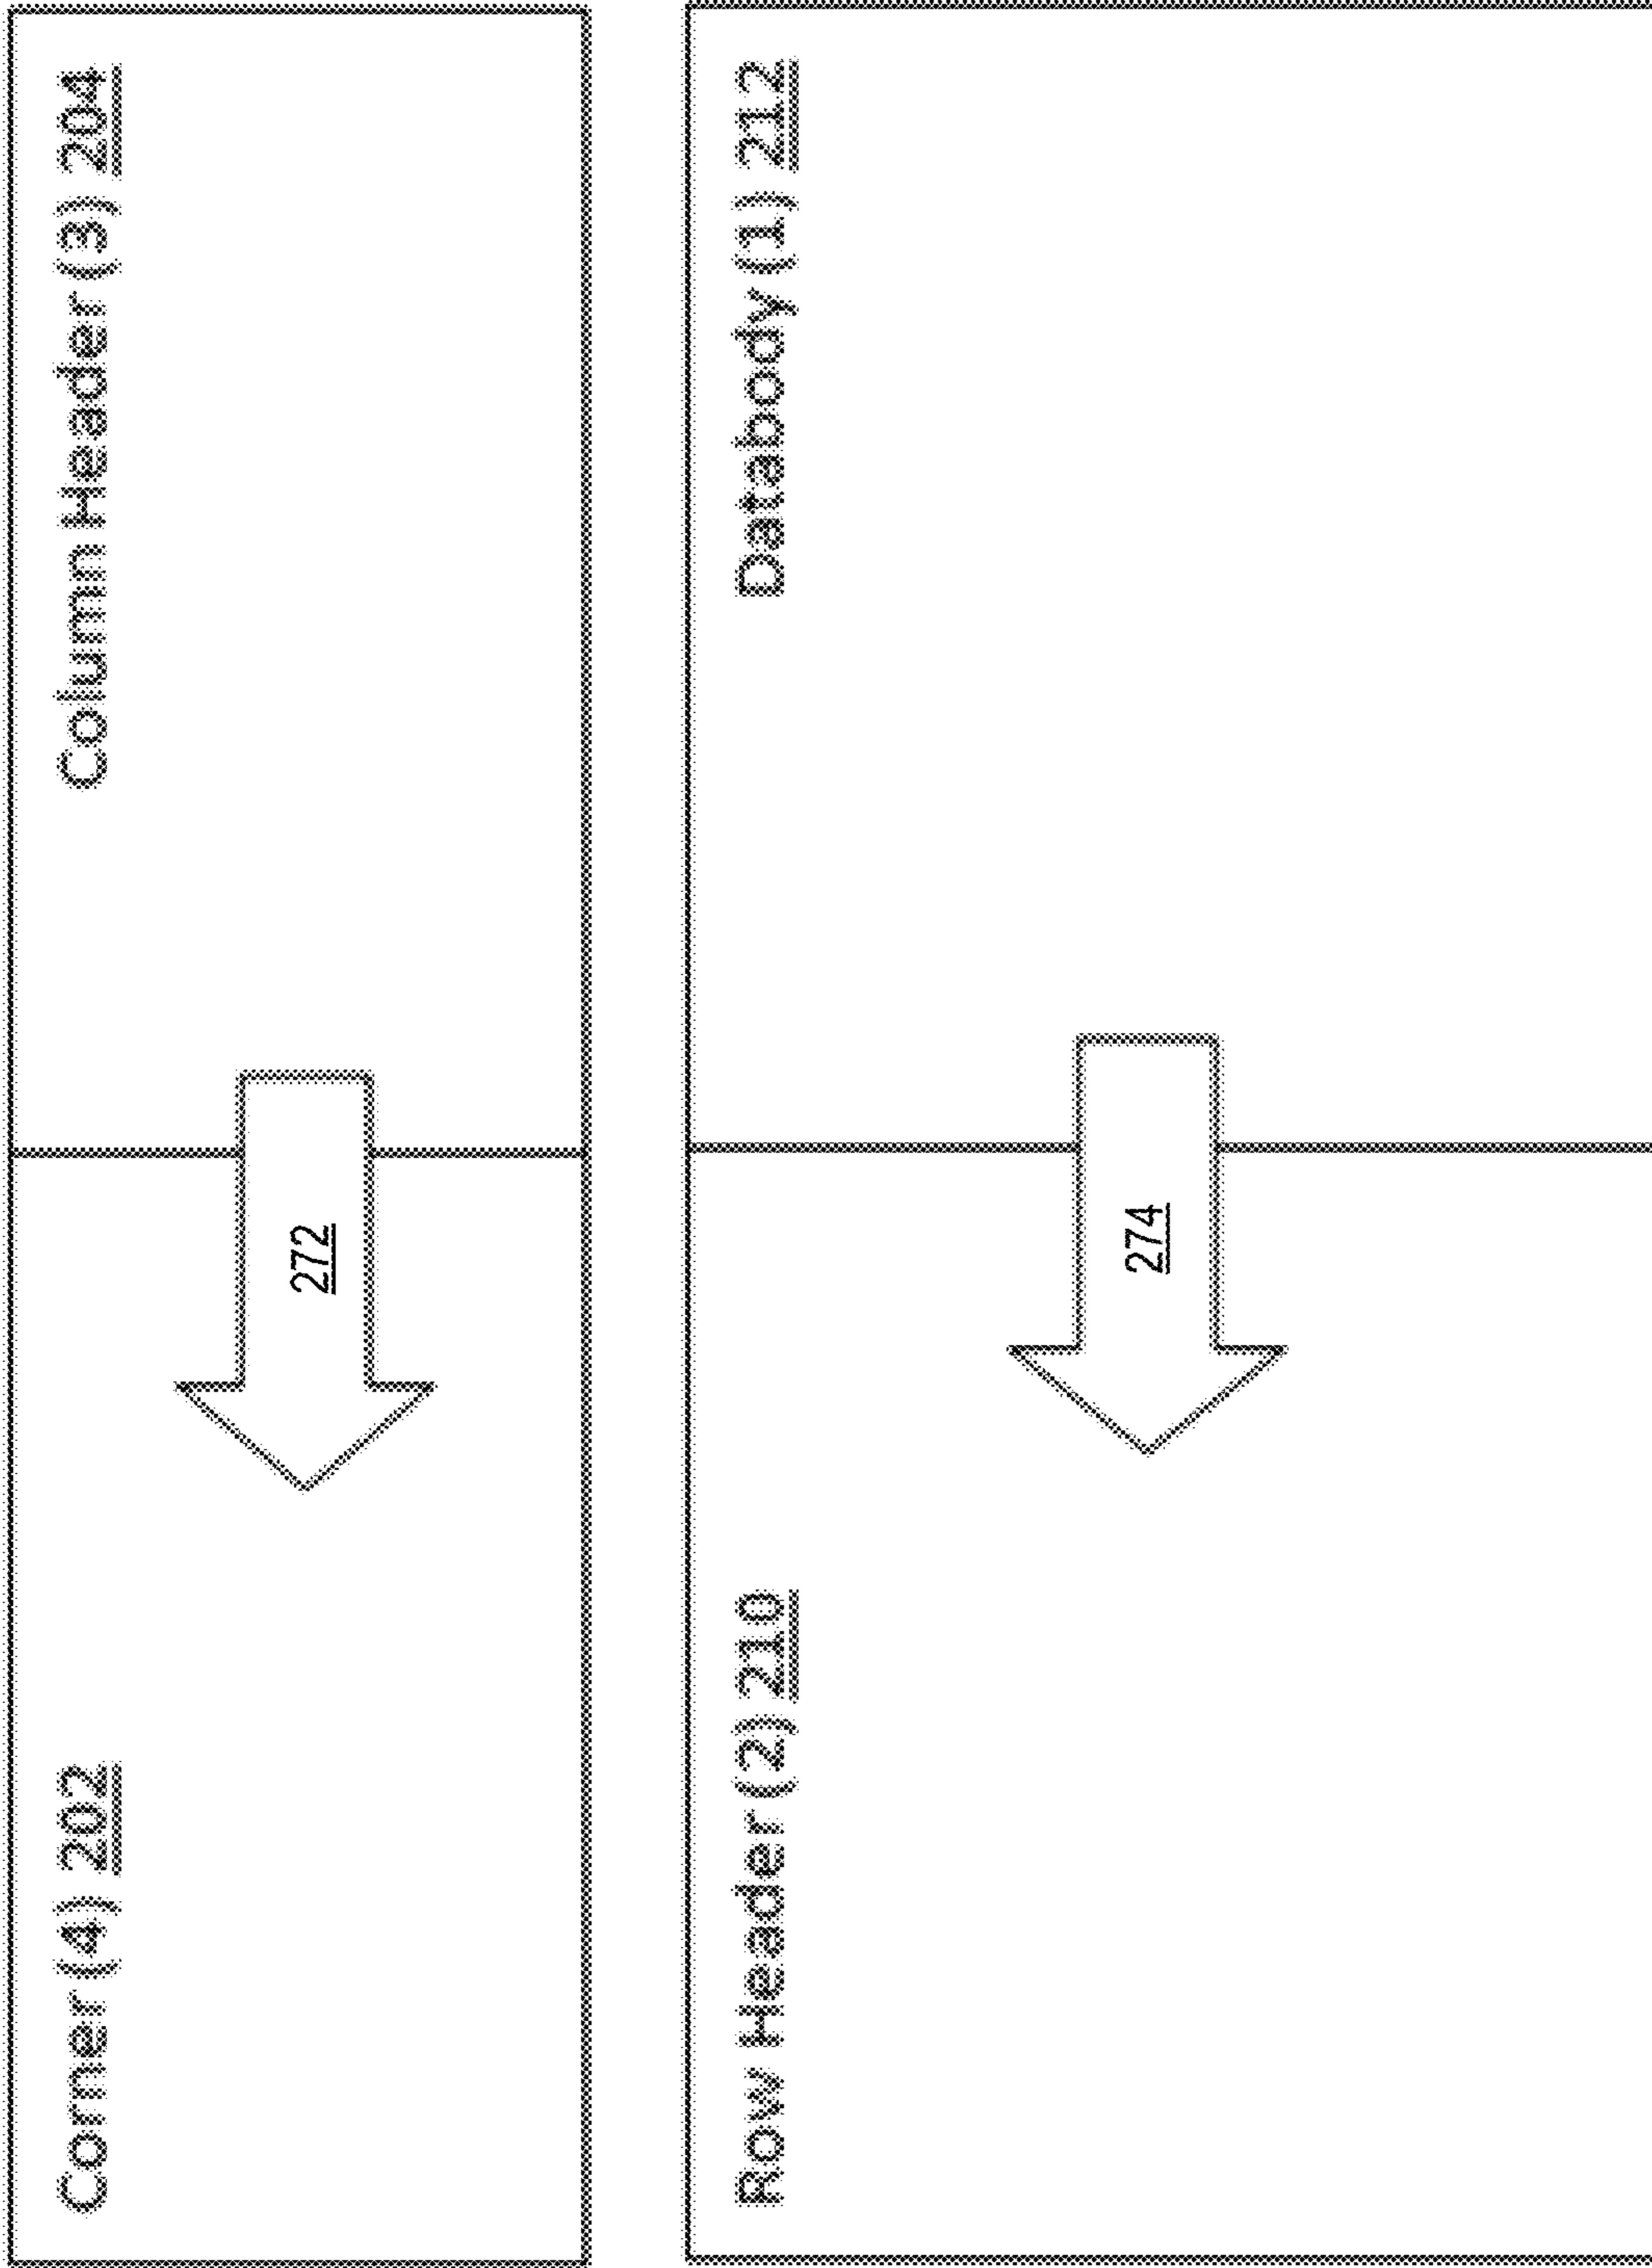 Corner (4) 202
Column Header (3) 204
272
Row Header (2) 210
Databody (1) 212
274